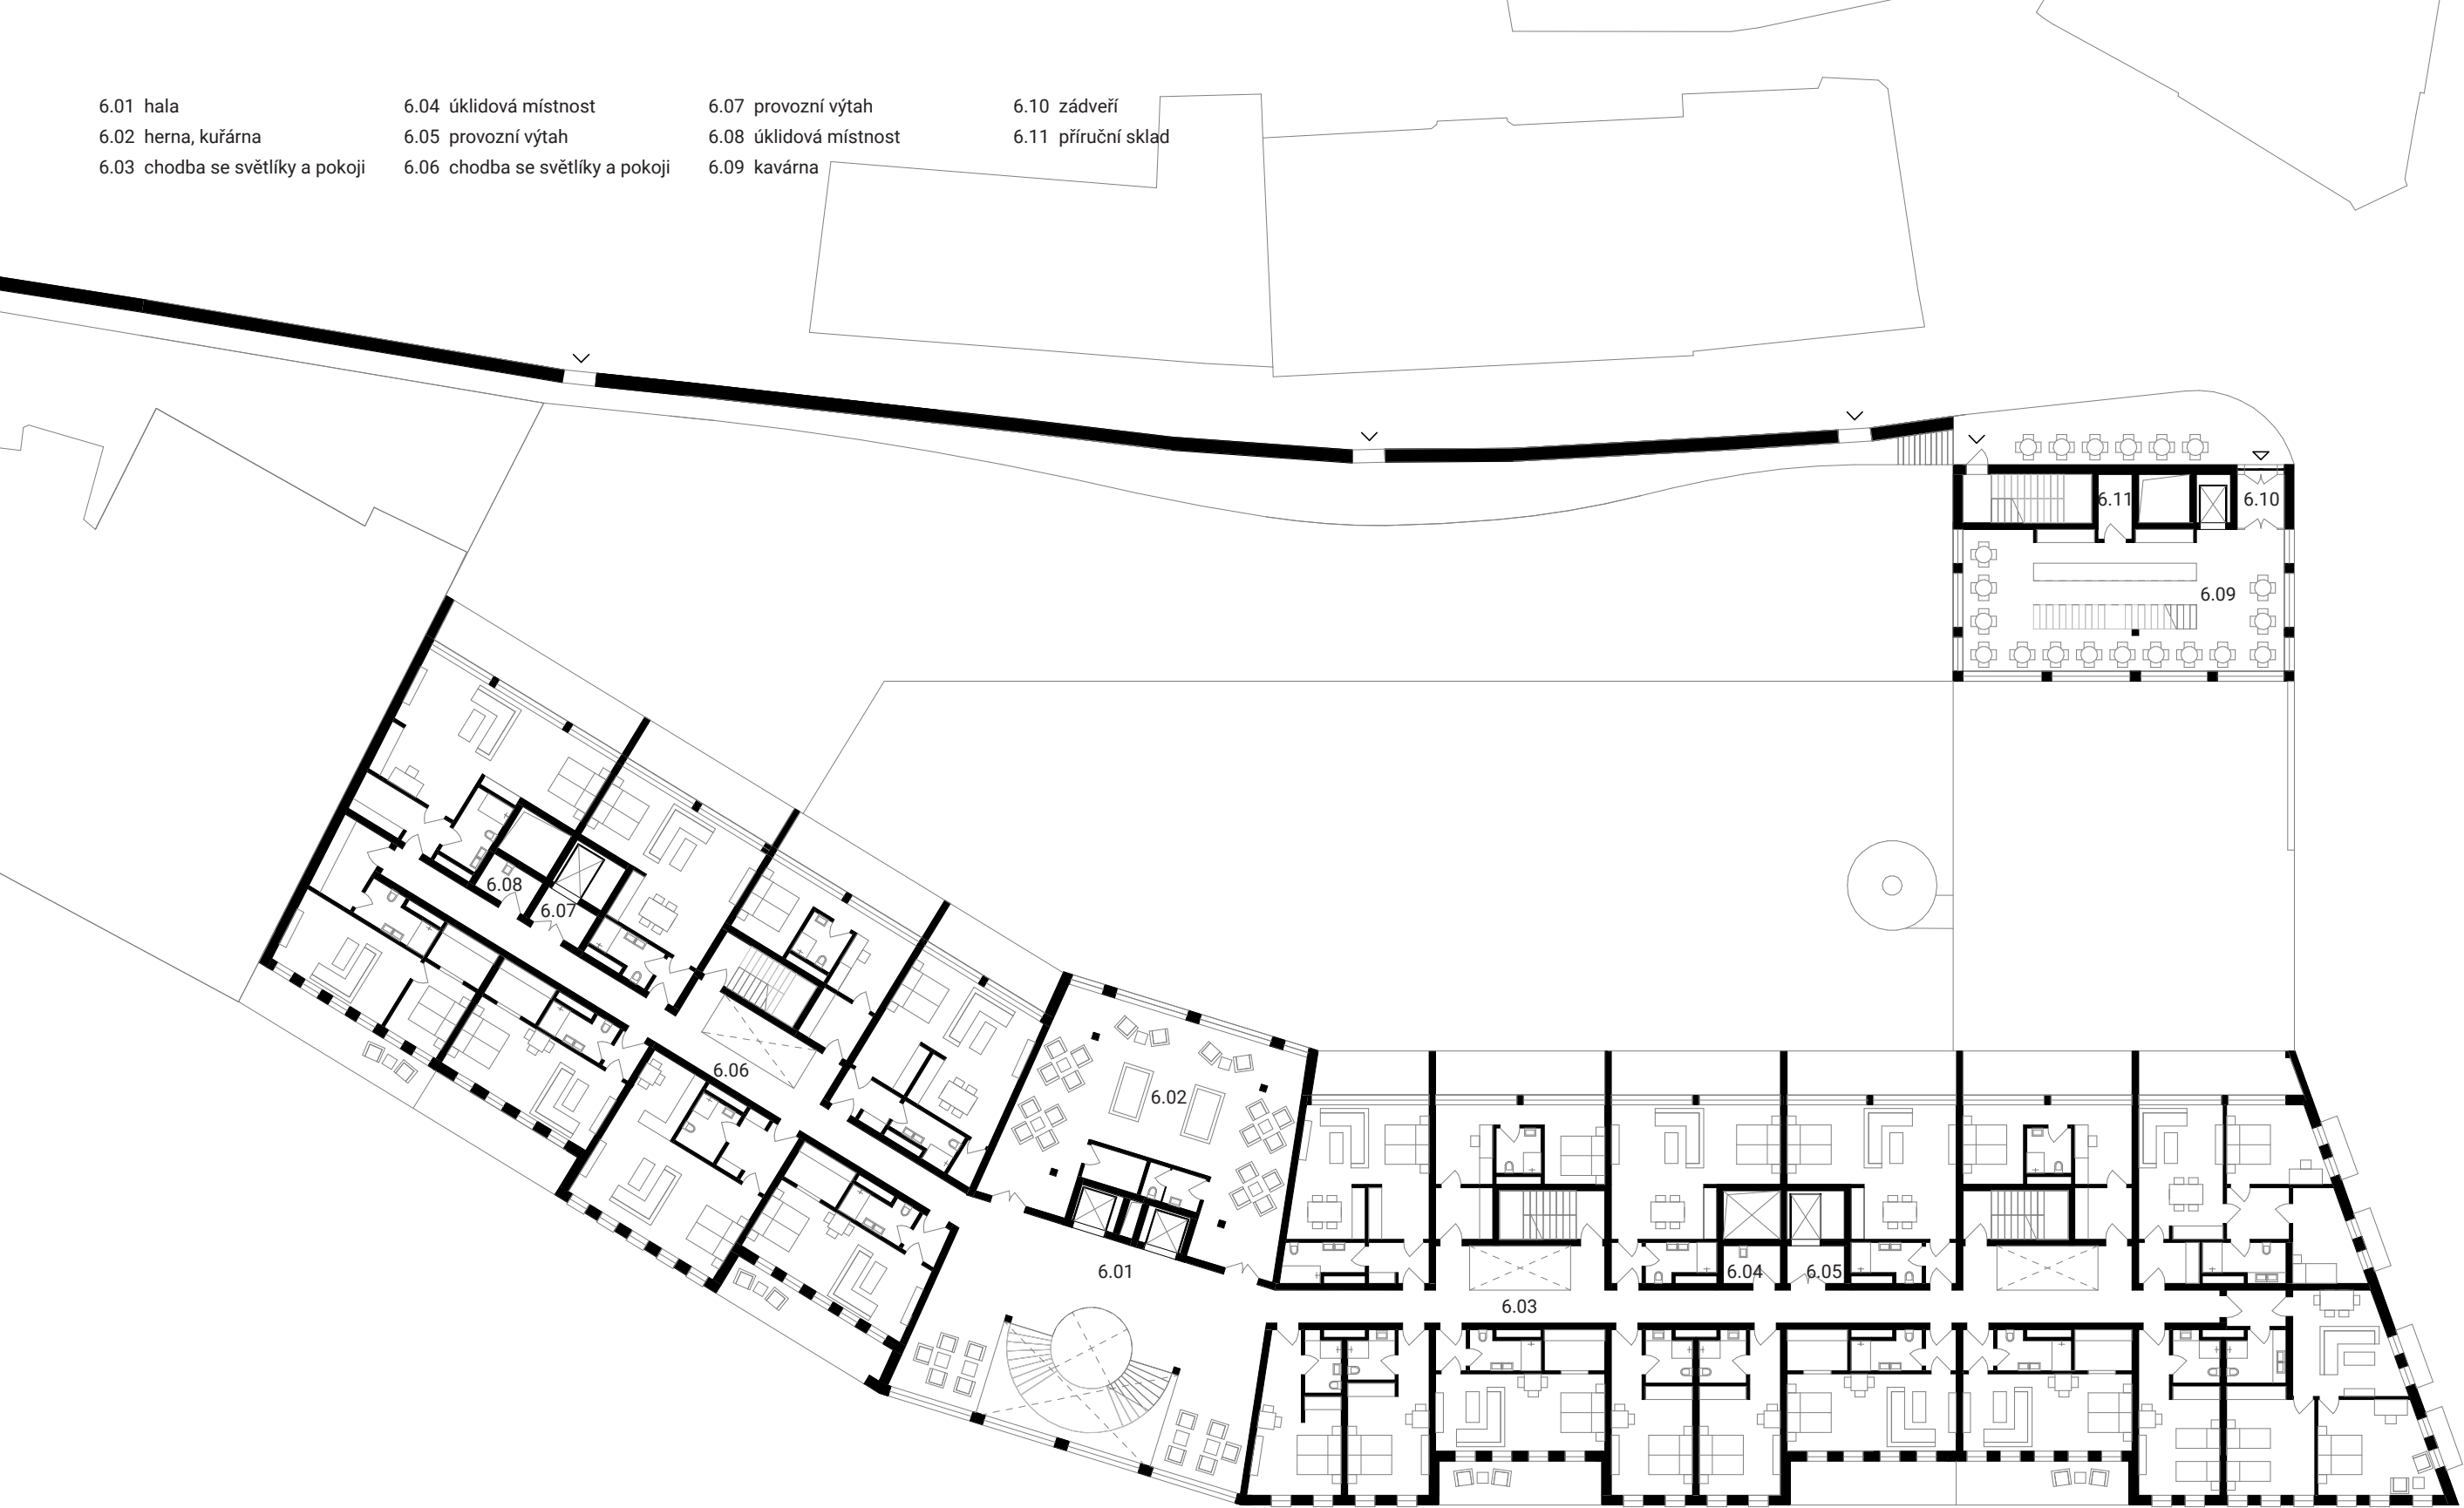 6.01 hala
6.02 herna, kuřárna
6.03 chodba se světlíky a pokoji
6.04 úklidová místnost
6.05 provozní výtah
6.06 chodba se světlíky a pokoji
6.07 provozní výtah
6.08 úklidová místnost
6.09 kavárna
6.10 zádveří
6.11 příruční sklad
6.11
6.10
6.09
6.08
6.07
6.06
6.02
6.01
6.04
6.05
6.03